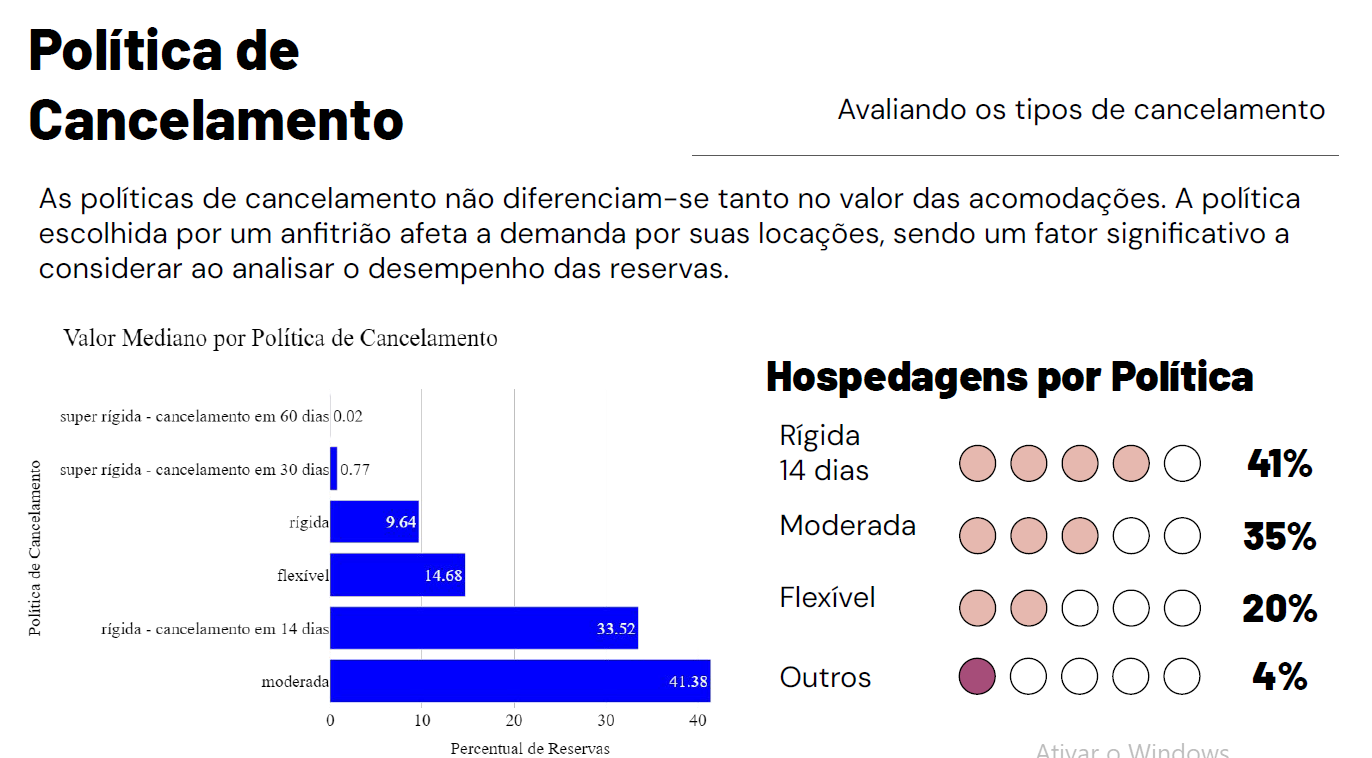 Política de
Cancelamento
Avaliando os tipos de cancelamento
As políticas de cancelamento não diferenciam-se tanto no valor das acomodações. A política
escolhida por um anfitrião afeta a demanda por suas locações, sendo um fator significativo a
considerar ao analisar o desempenho das reservas.
Valor Mediano por Política de Cancelamento
Política de Cancelamento
super rígida - cancelamento em 60 dias 0.02
super rígida - cancelamento em 30 dias 0.77
rígida 9.64
flexível 14.68
rígida - cancelamento em 14 dias 33.52
moderada 41.38
0 10 20 30 40
Percentual de Reservas
Hospedagens por Política
Rígida
14 dias 41%
Moderada 35%
Flexível 20%
Outros 4%
Ativar o Windows